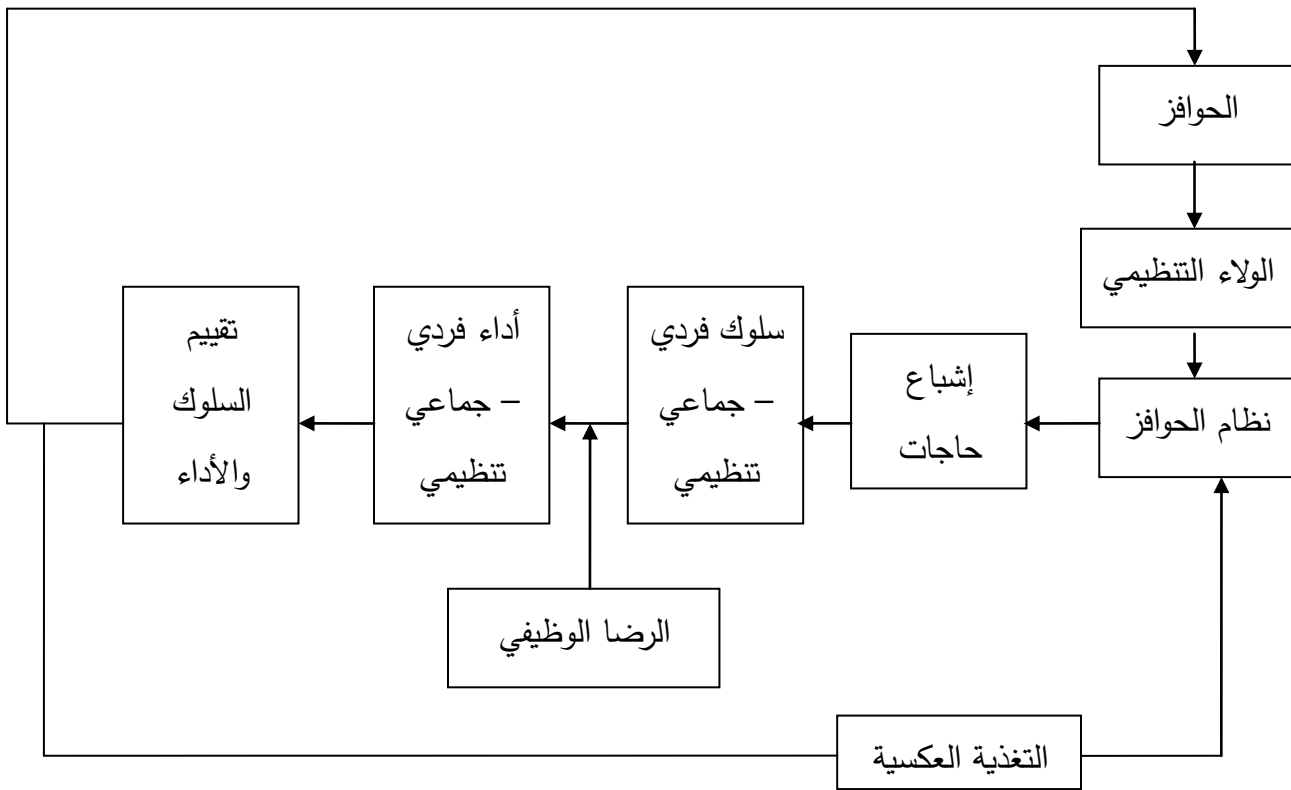 الحوافز
الولاء التنظيمي
نظام الحوافز
إشباع
حاجات
سلوك فردي
– جماعي
تنظيمي
أداء فردي
– جماعي
تنظيمي
تقييم
السلوك
والأداء
الرضا الوظيفي
التغذية العكسية